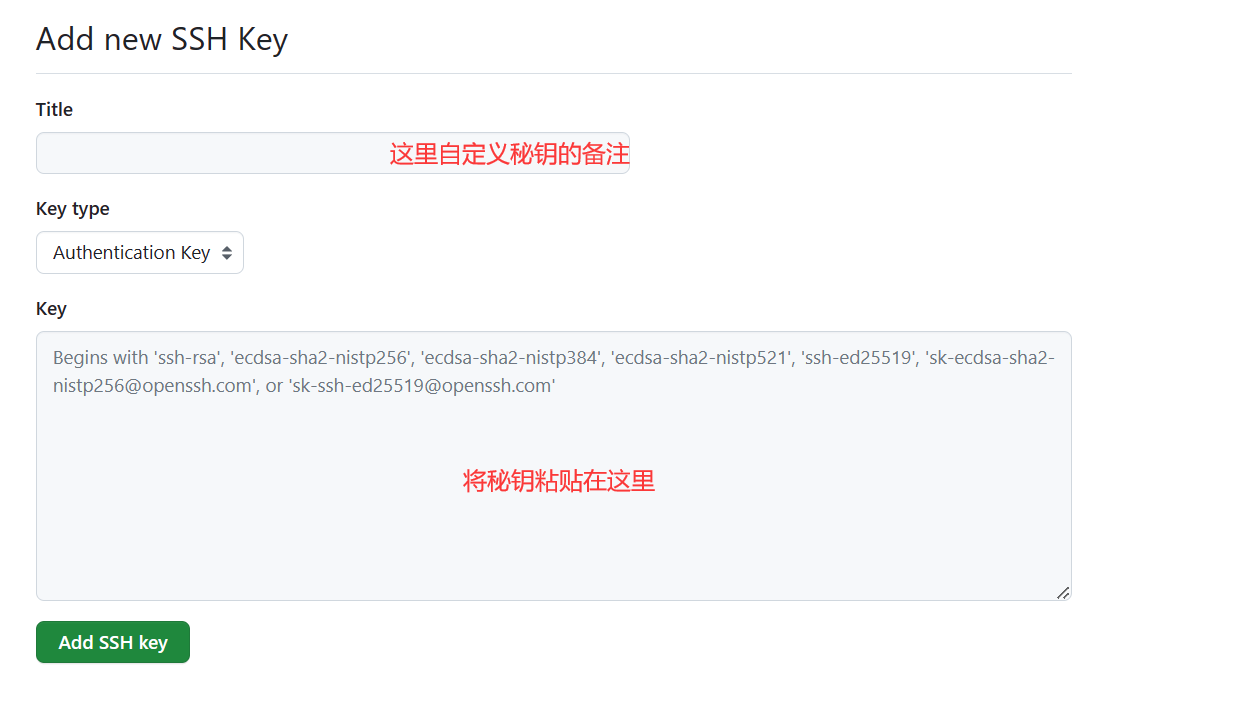 Add new SSH Key
Title
这里自定义秘钥的备注
Key type
Authentication Key
Key
Begins with 'ssh-rsa', 'ecdsa-sha2-nistp256', 'ecdsa-sha2-nistp384', 'ecdsa-sha2-nistp521', 'ssh-ed25519', 'sk-ecdsa-sha2-
nistp256@openssh.com', or 'sk-ssh-ed25519@openssh.com'
将秘钥粘贴在这里
Add SSH key